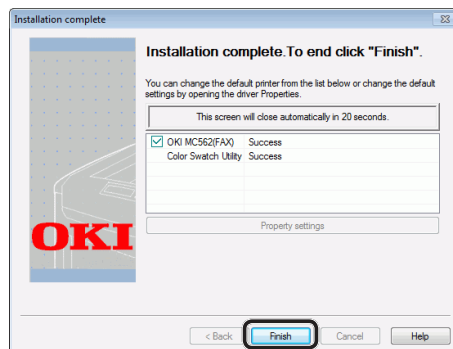 Installation complete
Installation complete.To end click "Finish".
You can change the default printer from the list below or change the default
settings by opening the driver Properties.
This screen will close automatically in 20 seconds.
OKI MC562(FAX) Success
Color Swatch Utility Success
Property settings
OKI
< Back Finish Cancel Help